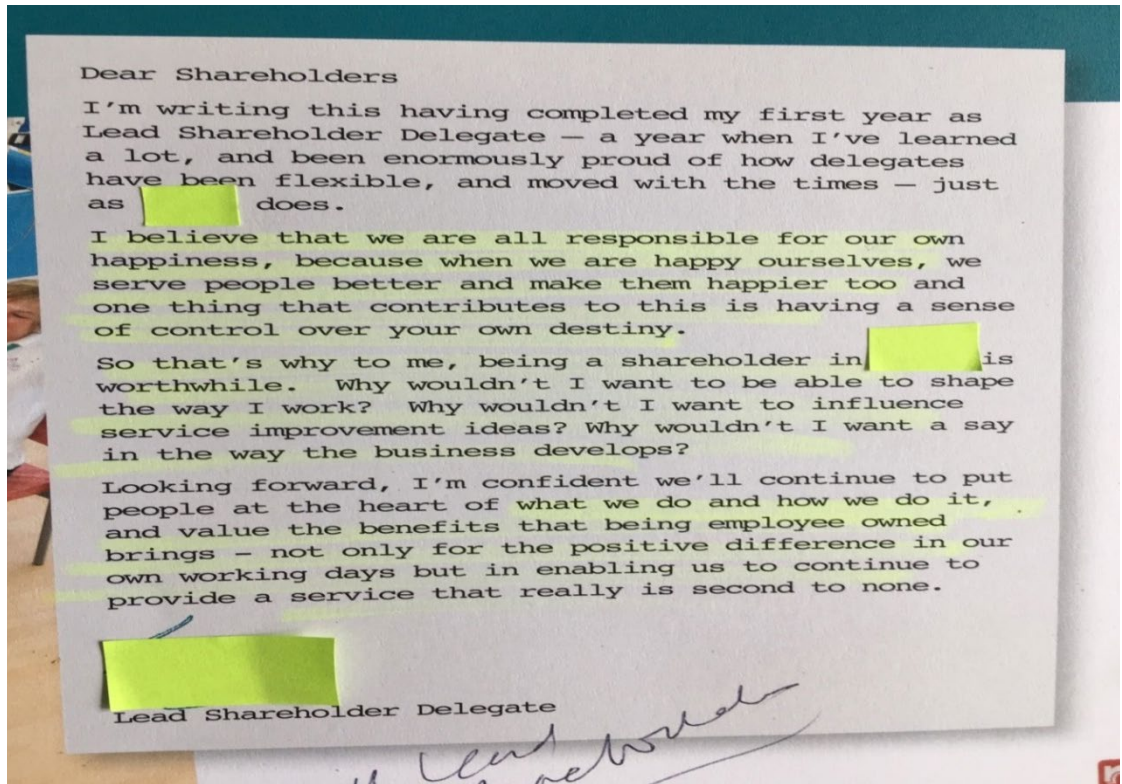 Dear Shareholders
I'm writing this having completed my first year as
Lead Shareholder Delegate — a year when I've learned
a lot, and been enormously proud of how delegates
have been flexible, and moved with the times — just
as does.
I believe that we are all responsible for our own
happiness, because when we are happy ourselves, we
serve people better and make them happier too and
one thing that contributes to this is having a sense
of control over your own destiny.
So that's why to me, being a shareholder in is
worthwhile. Why wouldn't I want to be able to shape
the way I work? Why wouldn't I want to influence
service improvement ideas? Why wouldn't I want a say
in the way the business develops?
Looking forward, I'm confident we'll continue to put
people at the heart of what we do and how we do it,
and value the benefits that being employee owned
brings — not only for the positive difference in our
own working days but in enabling us to continue to
provide a service that really is second to none.
Lead Shareholder Delegate
Lead